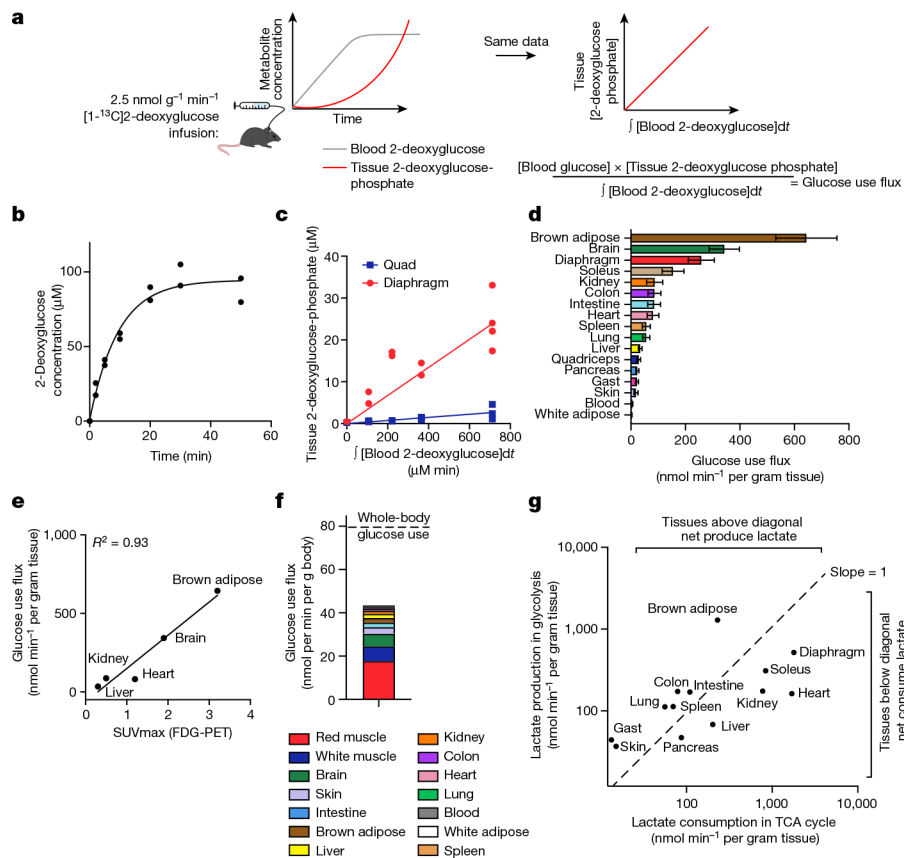 a
Metabolite
concentration
Time
2.5 nmol g⁻¹ min⁻¹
[1-¹³C]2-deoxyglucose
infusion:
Blood 2-deoxyglucose
Tissue 2-deoxyglucose-
phosphate
Same data
Tissue
[2-deoxyglucose
phosphate]
∫ [Blood 2-deoxyglucose]dt
[Blood glucose] × [Tissue 2-deoxyglucose phosphate]
∫ [Blood 2-deoxyglucose]dt
= Glucose use flux
b
2-Deoxyglucose
concentration (μM)
100
50
0
0 20 40 60
Time (min)
c
Tissue 2-deoxyglucose-phosphate (μM)
40
30
20
10
0
Quad
Diaphragm
0 200 400 600 800
∫ [Blood 2-deoxyglucose]dt
(μM min)
d
Brown adipose
Brain
Diaphragm
Soleus
Kidney
Colon
Intestine
Heart
Spleen
Lung
Liver
Quadriceps
Pancreas
Gast
Skin
Blood
White adipose
0 200 400 600 800
Glucose use flux
(nmol min⁻¹ per gram tissue)
e
Glucose use flux
(nmol min⁻¹ per gram tissue)
1,000
500
0
R² = 0.93
Brown adipose
Brain
Kidney
Heart
Liver
0 1 2 3 4
SUVmax (FDG-PET)
f
Glucose use flux
(nmol per min per g body)
80
60
40
20
0
Whole-body
glucose use
Red muscle
White muscle
Brain
Skin
Intestine
Brown adipose
Liver
Kidney
Colon
Heart
Lung
Blood
White adipose
Spleen
g
Tissues above diagonal
net produce lactate
Lactate production in glycolysis
(nmol min⁻¹ per gram tissue)
10,000
1,000
100
Slope = 1
Brown adipose
Diaphragm
Soleus
Colon
Intestine
Kidney
Heart
Lung
Spleen
Liver
Gast
Skin
Pancreas
Tissues below diagonal
net consume lactate
100 1,000 10,000
Lactate consumption in TCA cycle
(nmol min⁻¹ per gram tissue)